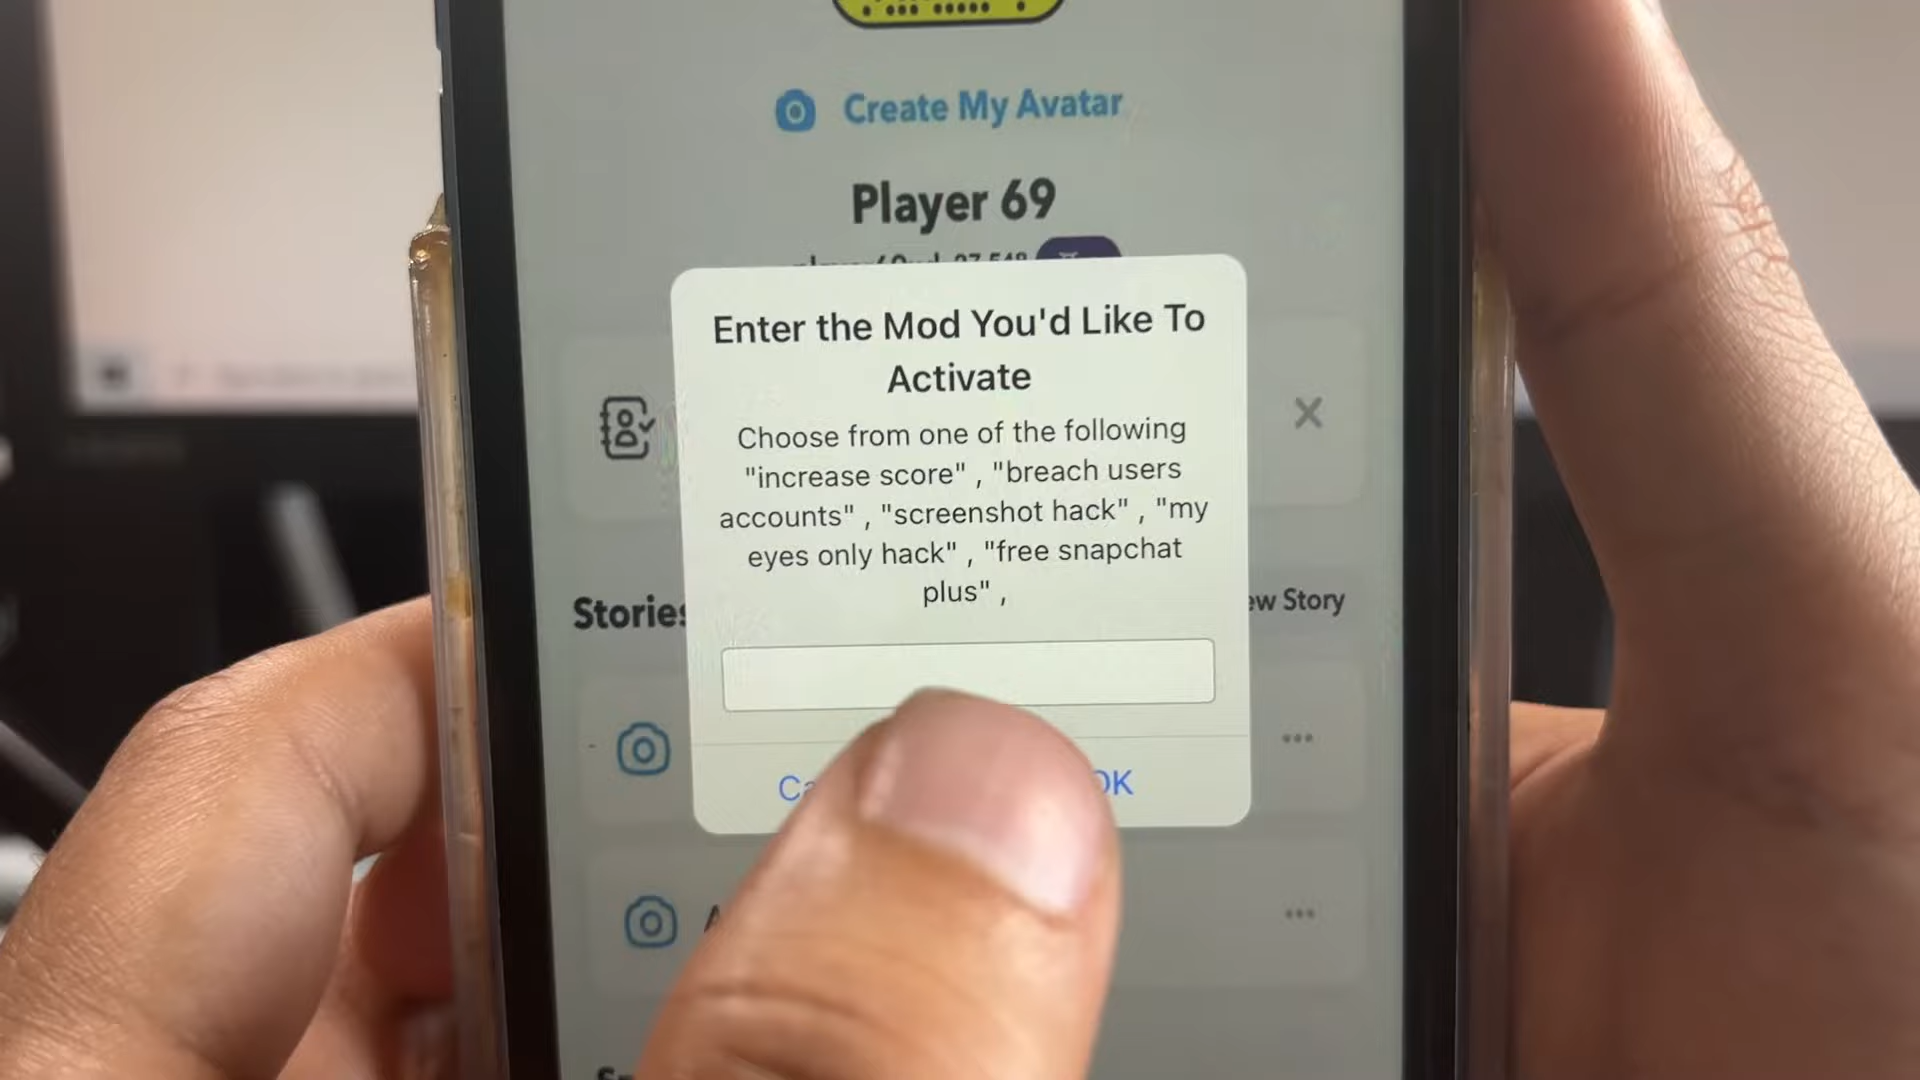 Create My Avatar
Player 69
Enter the Mod You'd Like To
Activate
Choose from one of the following
"increase score" , "breach users
accounts" , "screenshot hack" , "my
eyes only hack" , "free snapchat
plus" ,
Stories
ew Story
OK